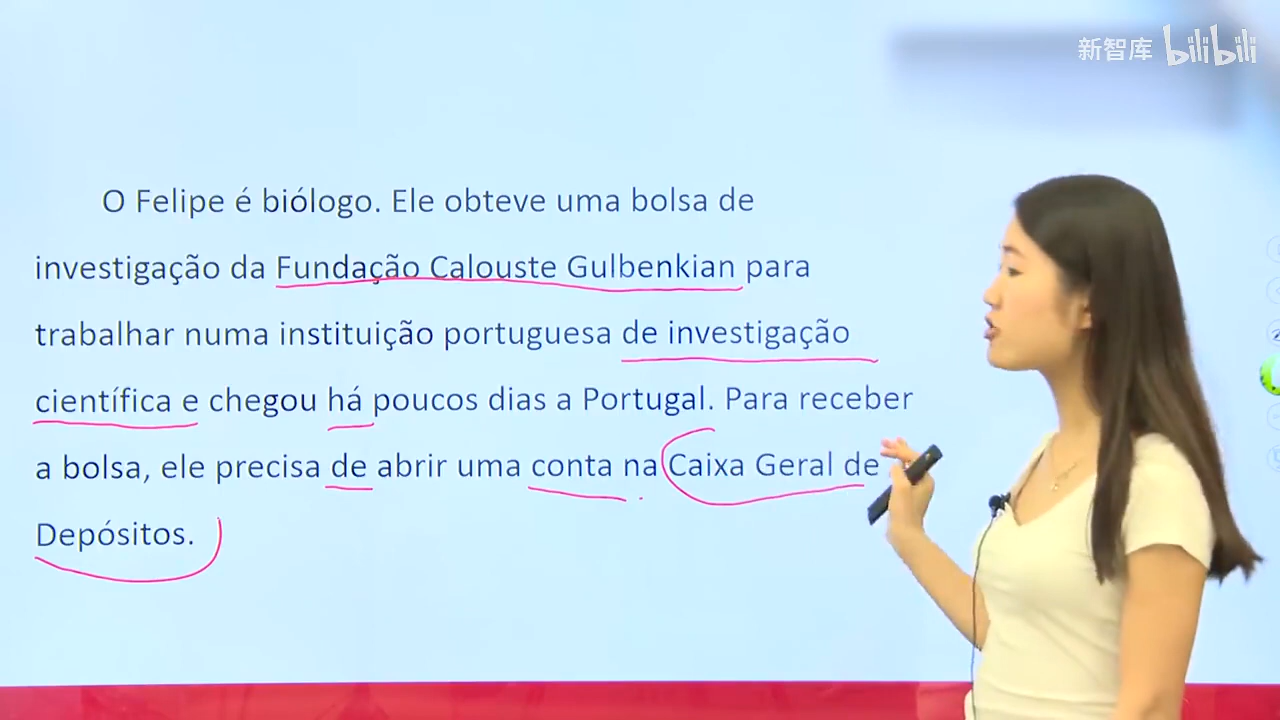 新智库 bilibili
O Felipe é biólogo. Ele obteve uma bolsa de
investigação da Fundação Calouste Gulbenkian para
trabalhar numa instituição portuguesa de investigação
científica e chegou há poucos dias a Portugal. Para receber
a bolsa, ele precisa de abrir uma conta na Caixa Geral de
Depósitos.